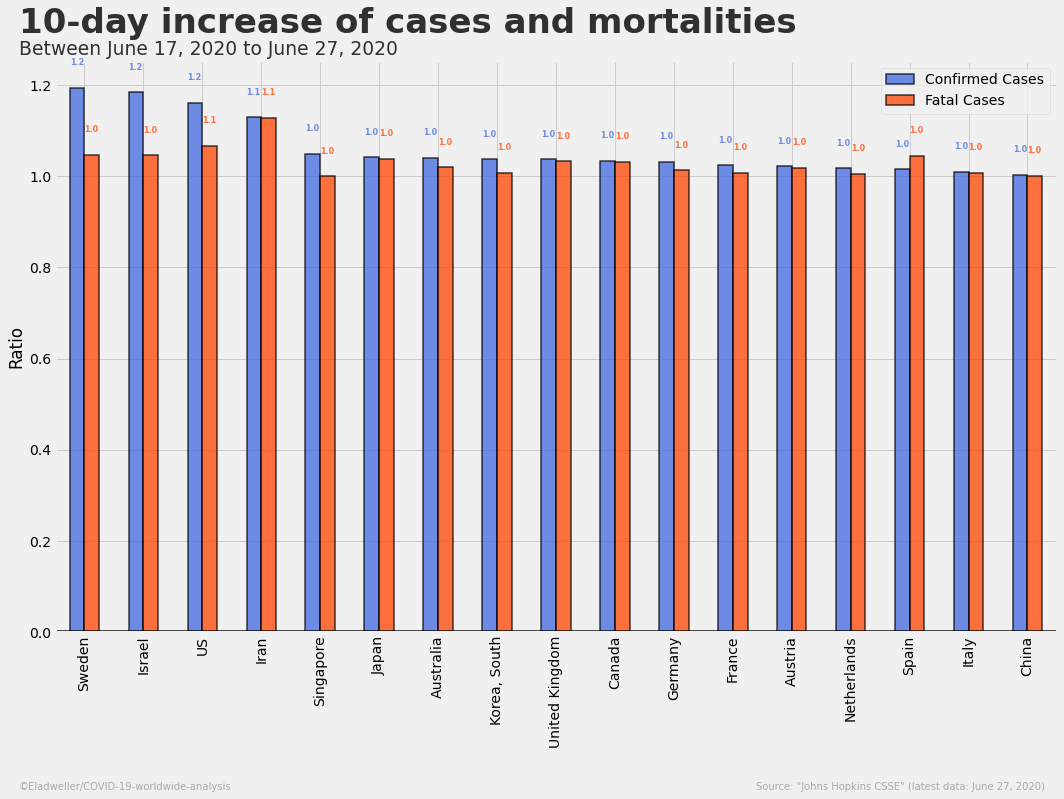 10-day increase of cases and mortalities
Between June 17, 2020 to June 27, 2020
Confirmed Cases
Fatal Cases
1.2 1.0 1.2 1.0 1.2 1.1 1.1 1.1 1.0 1.0 1.0 1.0 1.0 1.0 1.0 1.0 1.0 1.0 1.0 1.0 1.0 1.0 1.0 1.0 1.0 1.0 1.0 1.0 1.0 1.0 1.0 1.0 1.0 1.0
Ratio
1.2
1.0
0.8
0.6
0.4
0.2
0.0
Sweden
Israel
US
Iran
Singapore
Japan
Australia
Korea, South
United Kingdom
Canada
Germany
France
Austria
Netherlands
Spain
Italy
China
©Eladweller/COVID-19-worldwide-analysis
Source: "Johns Hopkins CSSE" (latest data: June 27, 2020)